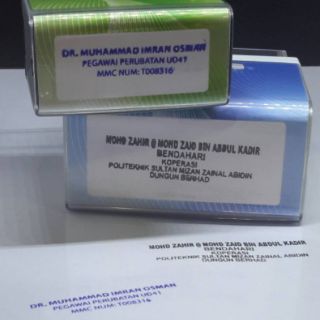 DR. MUHAMMAD IMRAN OSMAN
PEGAWAI PERUBATAN UD41
MMC NUM: T008316
MOHD ZAHIR @ MOHD ZAID BIN ABDUL KADIR
BENDAHARI
KOPERASI
POLITEKNIK SULTAN MIZAN ZAINAL ABIDIN
DUNGUN BERHAD
MOHD ZAHIR @ MOHD ZAID BIN ABDUL KADIR
BENDAHARI
KOPERASI
POLITEKNIK SULTAN MIZAN ZAINAL ABIDIN
DUNGUN BERHAD
DR. MUHAMMAD IMRAN OSMAN
PEGAWAI PERUBATAN UD41
MMC NUM: T008316